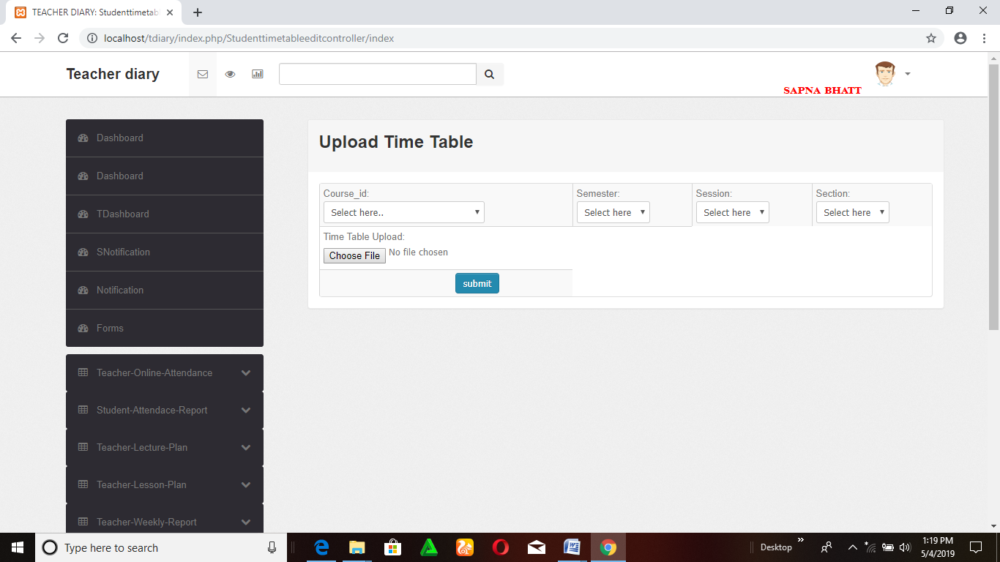 TEACHER DIARY: Studenttimetab
localhost/tdiary/index.php/Studenttimetableeditcontroller/index
Teacher diary
SAPNA BHATT
Dashboard
Dashboard
TDashboard
SNotification
Notification
Forms
Teacher-Online-Attendance
Student-Attendace-Report
Teacher-Lecture-Plan
Teacher-Lesson-Plan
Teacher-Weekly-Report
Upload Time Table
Course_id: Semester: Session: Section:
Select here.. Select here Select here Select here
Time Table Upload:
Choose File No file chosen
submit
Type here to search
Desktop
1:19 PM
5/4/2019